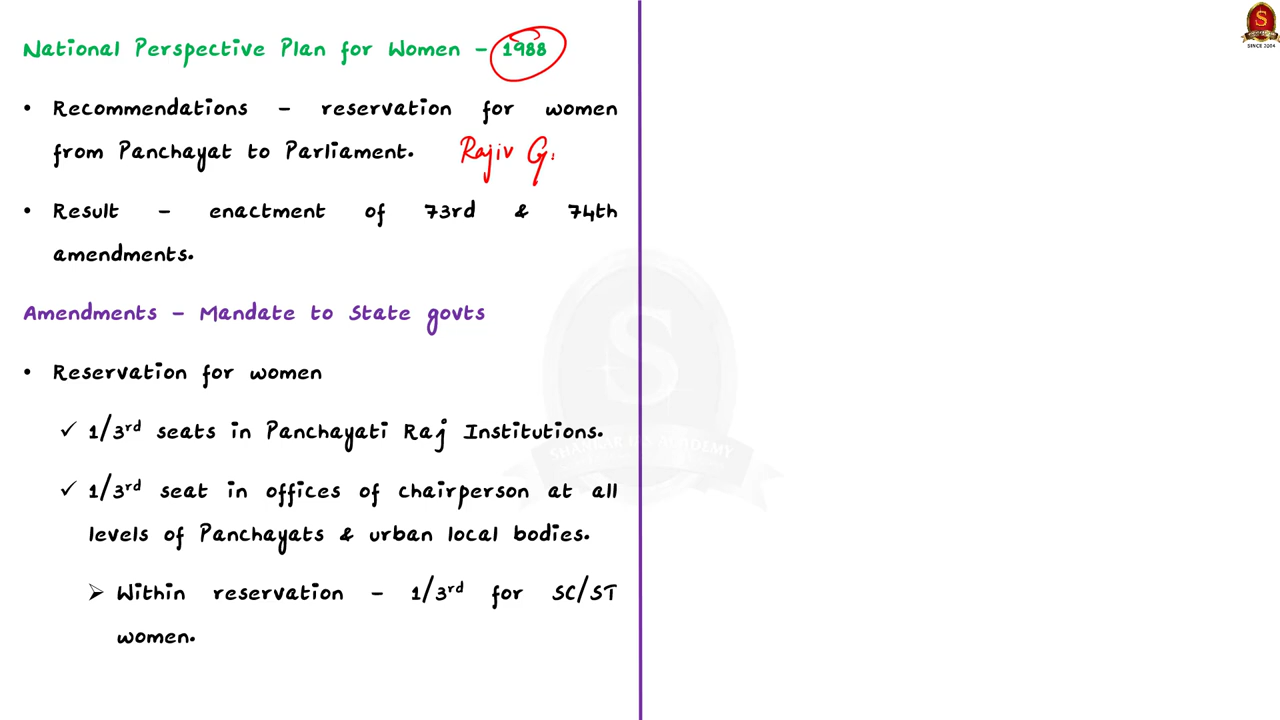 National Perspective Plan for Women - 1988
• Recommendations - reservation for women
from Panchayat to Parliament.
Rajiv G.
• Result - enactment of 73rd & 74th
amendments.
Amendments - Mandate to State govts
• Reservation for women
✓ 1/3rd seats in Panchayati Raj Institutions.
✓ 1/3rd seat in offices of chairperson at all
levels of Panchayats & urban local bodies.
➢ Within reservation - 1/3rd for SC/ST
women.
S
SINCE 2004